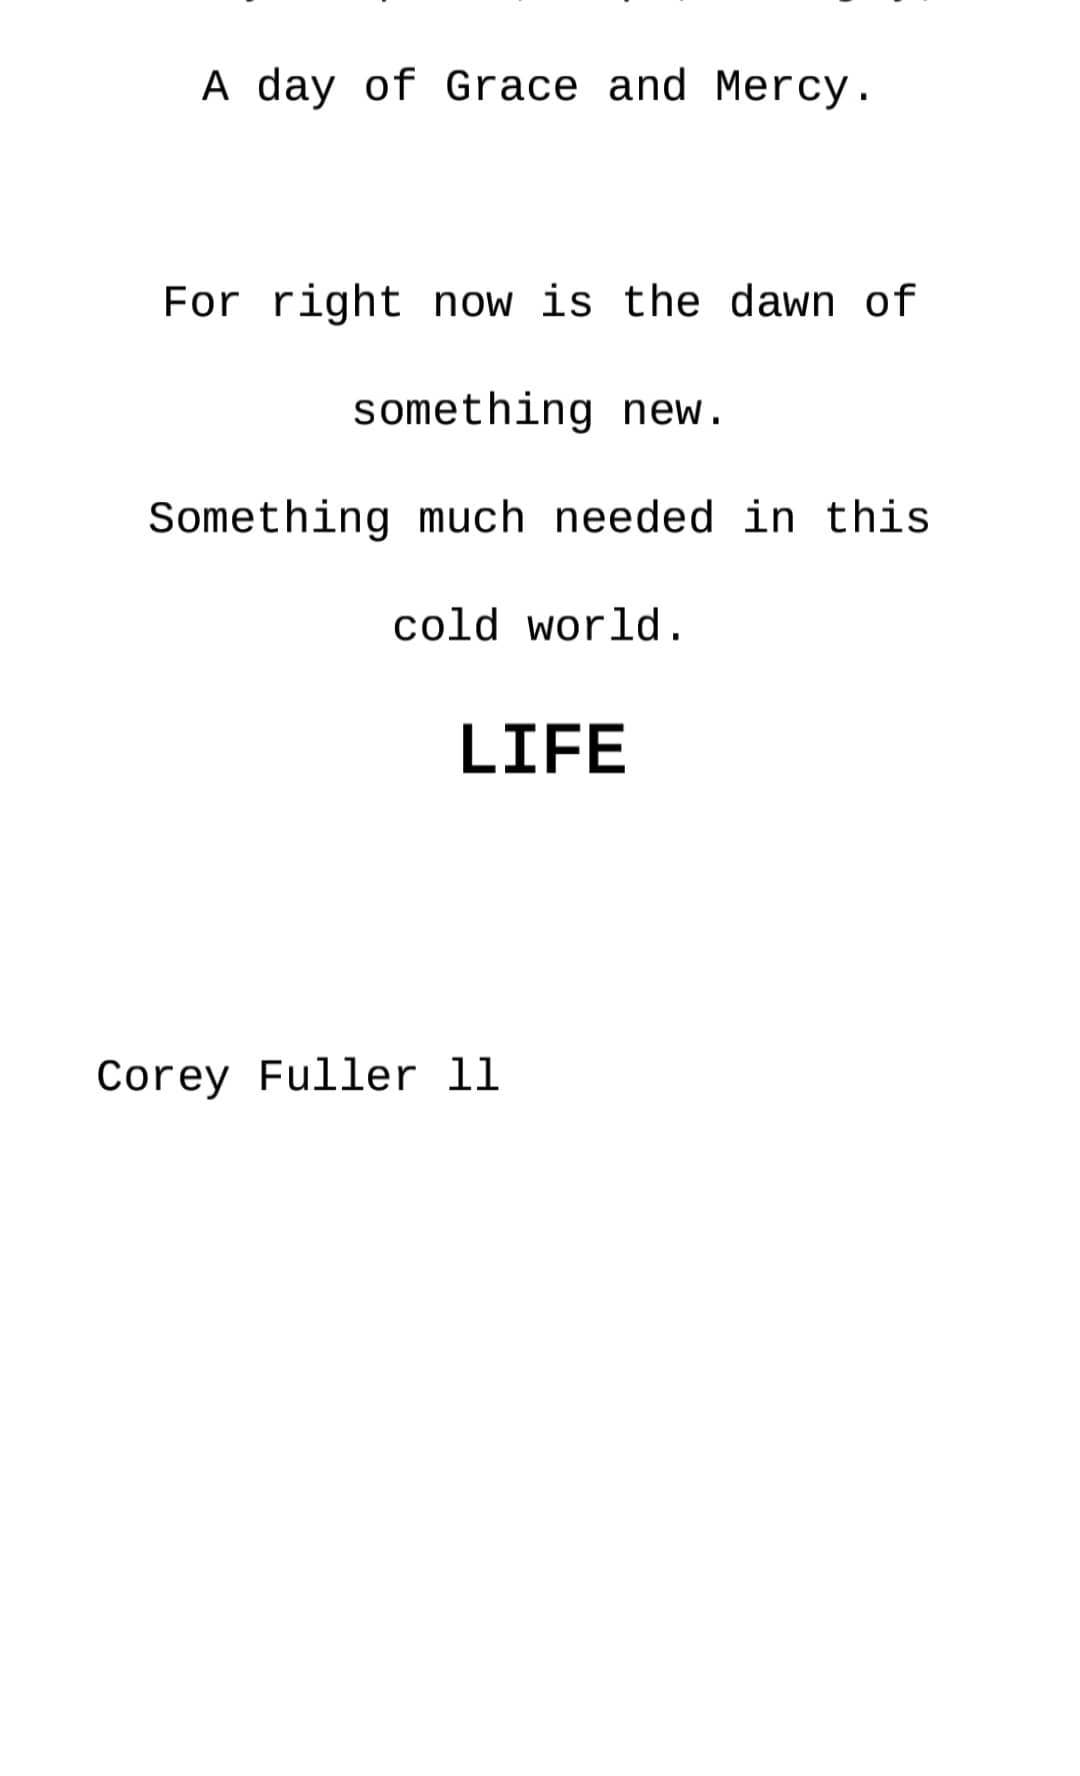 A day of Grace and Mercy.
For right now is the dawn of
something new.
Something much needed in this
cold world.
LIFE
Corey Fuller ll